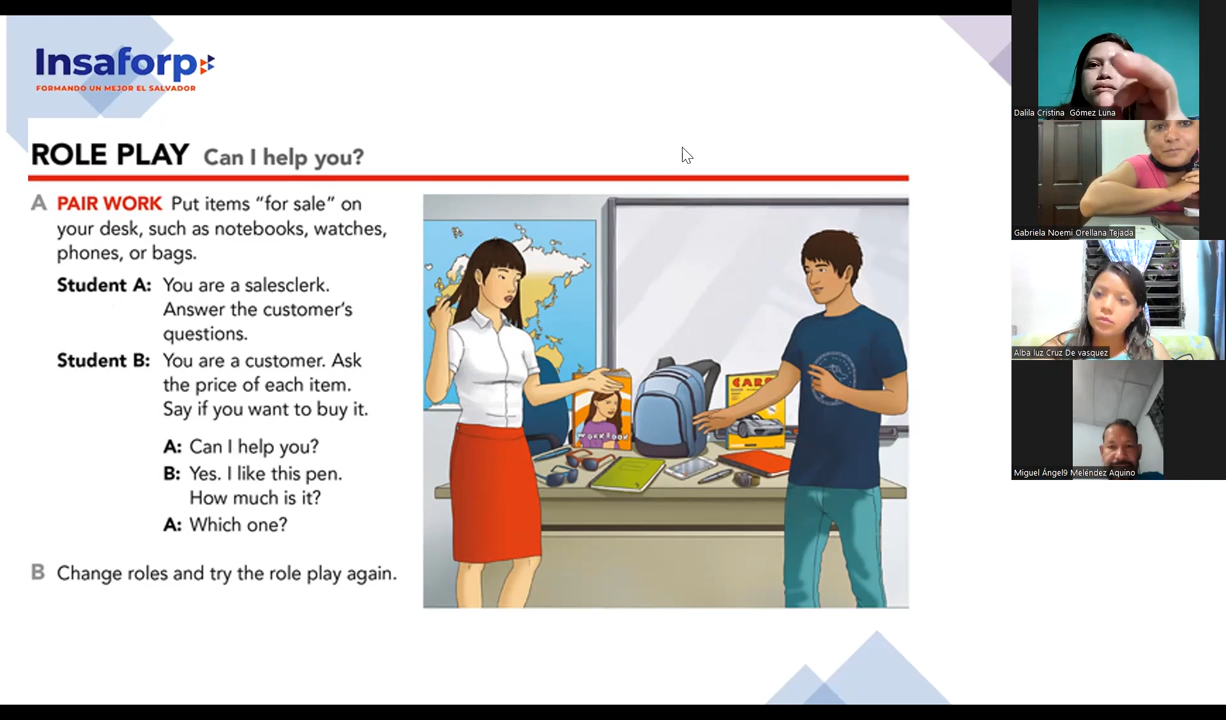 Insaforp
FORMANDO UN MEJOR EL SALVADOR
ROLE PLAY Can I help you?
A PAIR WORK Put items “for sale” on
your desk, such as notebooks, watches,
phones, or bags.
Student A: You are a salesclerk.
Answer the customer’s
questions.
Student B: You are a customer. Ask
the price of each item.
Say if you want to buy it.
A: Can I help you?
B: Yes. I like this pen.
How much is it?
A: Which one?
B Change roles and try the role play again.
WORKBOOK
CARS
Dalila Cristina Gómez Luna
Gabriela Noemi Orellana Tejada
Alba luz Cruz De vasquez
Miguel Ángel9 Meléndez Aquino